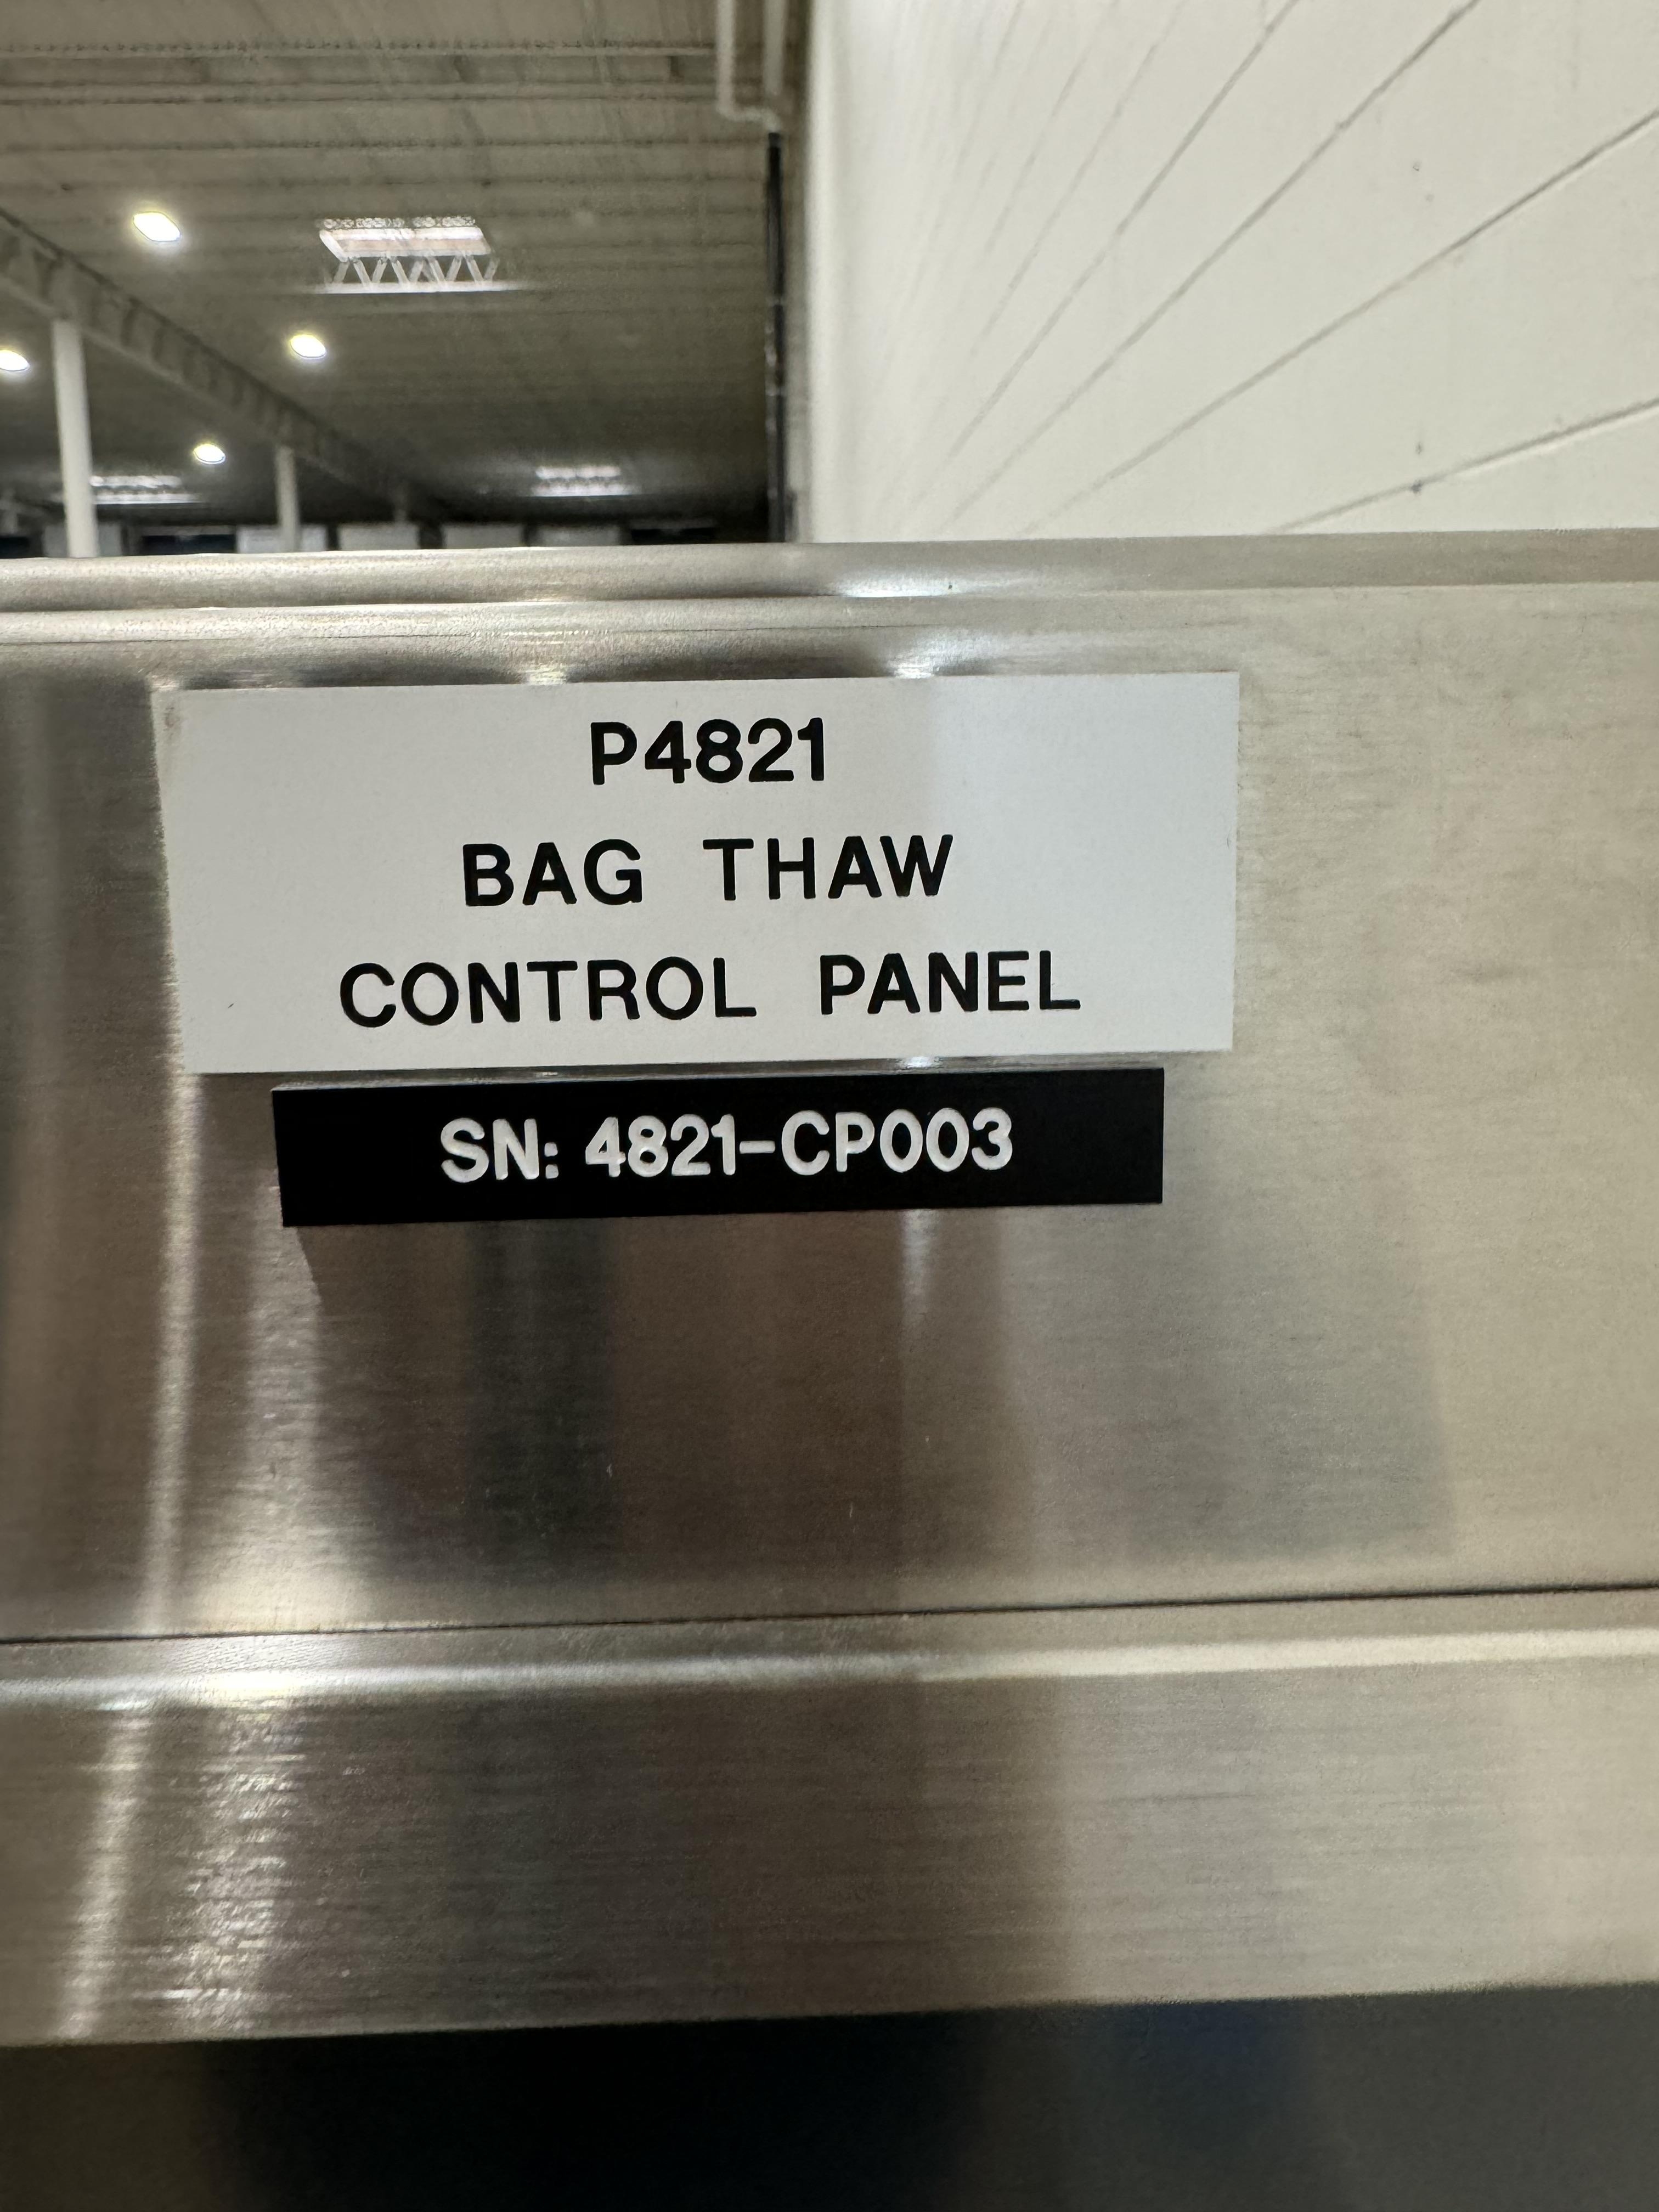 P4821
BAG THAW
CONTROL PANEL
SN: 4821-CP003